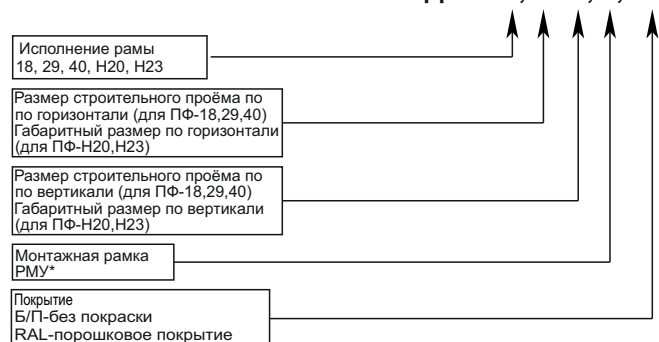 Исполнение рамы
18, 29, 40, Н20, Н23
Размер строительного проёма по
по горизонтали (для ПФ-18,29,40)
Габаритный размер по горизонтали
(для ПФ-Н20,Н23)
Размер строительного проёма по
по вертикали (для ПФ-18,29,40)
Габаритный размер по вертикали
(для ПФ-Н20,Н23)
Монтажная рамка
РМУ*
Покрытие
Б/П-без покраски
RAL-порошковое покрытие